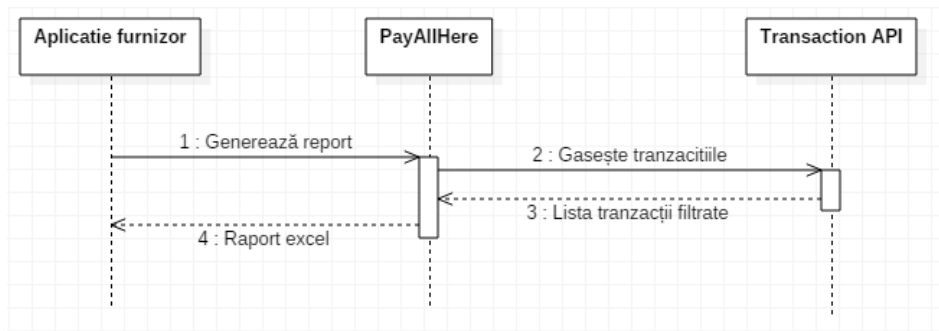 Aplicatie furnizor
PayAllHere
Transaction API
1 : Generează report
2 : Gasește tranzacitiile
3 : Lista tranzacții filtrate
4 : Raport excel